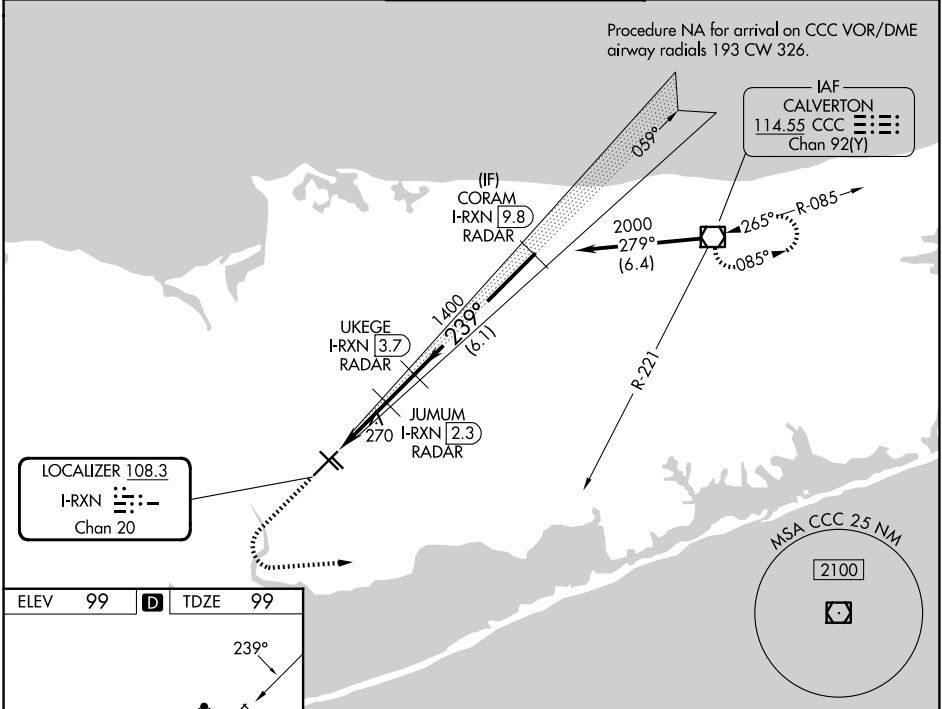 Procedure NA for arrival on CCC VOR/DME
airway radials 193 CW 326.
IAF
CALVERTON
114.55 CCC
Chan 92(Y)
059°
(IF)
CORAM
I-RXN 9.8
RADAR
2000
279°
(6.4)
265°
R-085
085°
1400
239°
(6.1)
UKEGE
I-RXN 3.7
RADAR
R-221
JUMUM
I-RXN 2.3
RADAR
270
LOCALIZER 108.3
I-RXN
Chan 20
MSA CCC 25 NM
2100
ELEV 99 D TDZE 99
239°